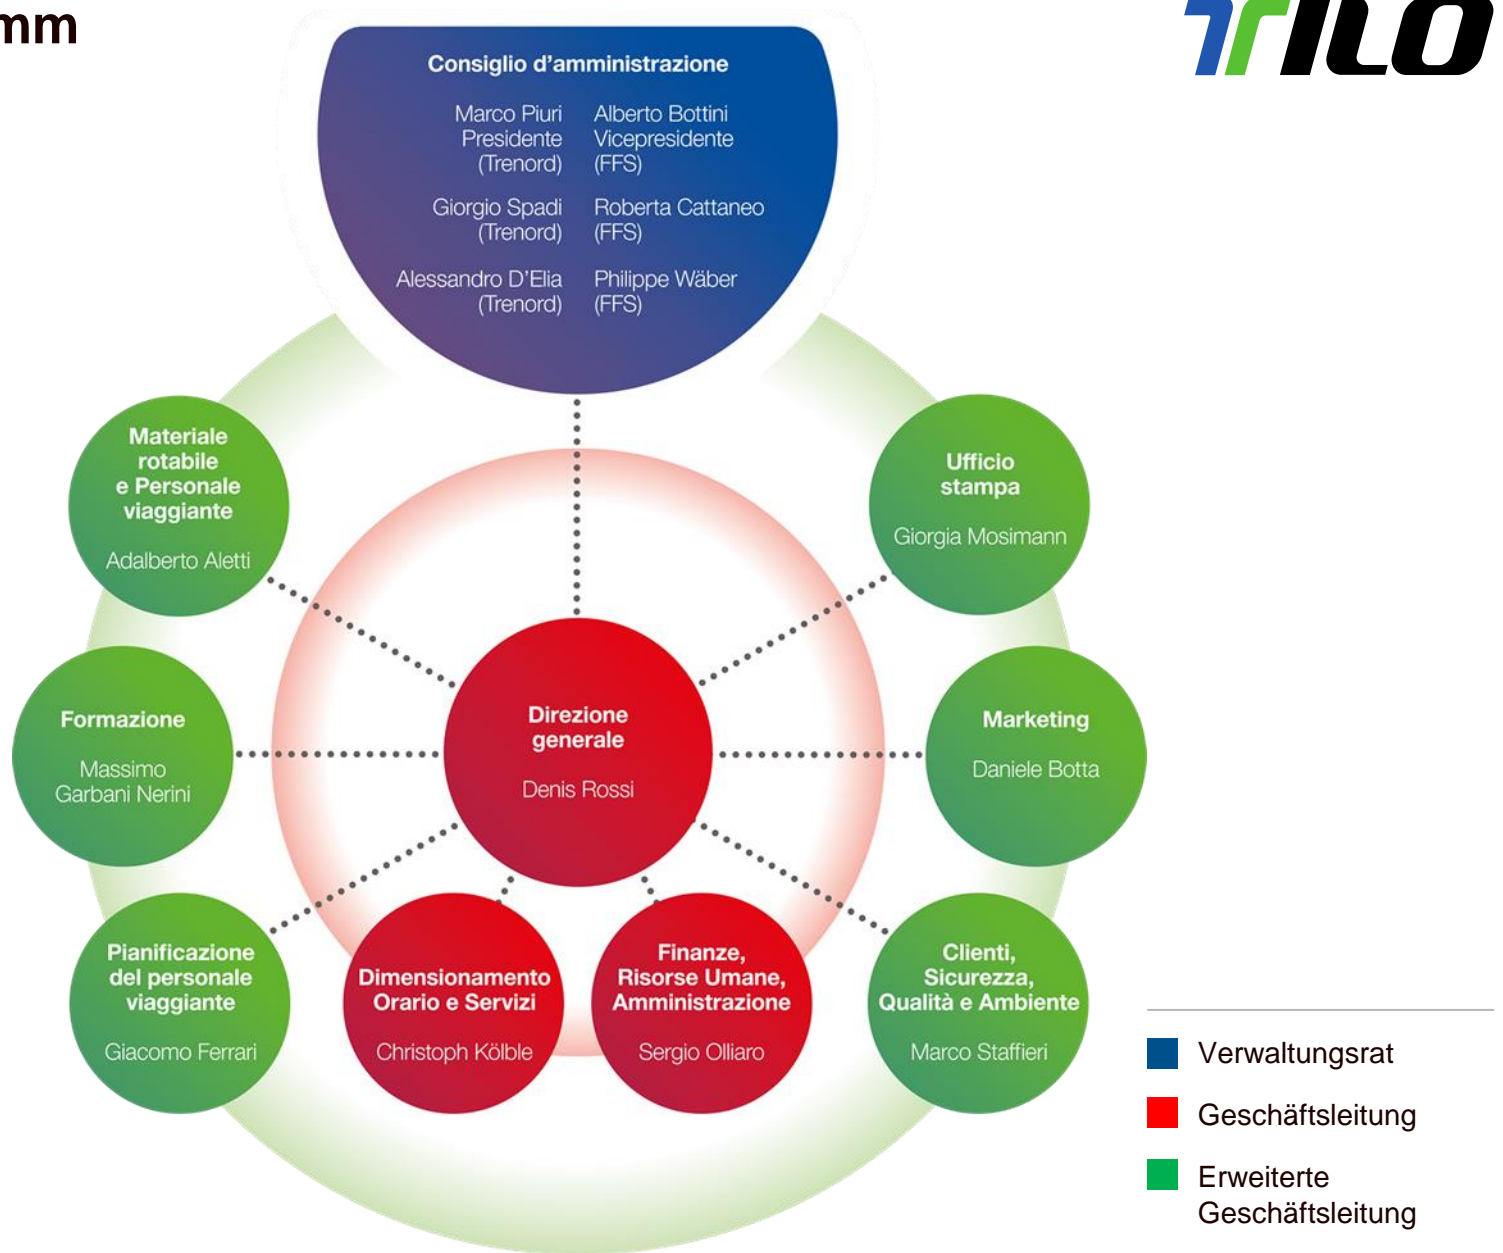 mm
TILO
Consiglio d'amministrazione
Marco Piuri
Presidente
(Trenord)
Alberto Bottini
Vicepresidente
(FFS)
Giorgio Spadi
(Trenord)
Roberta Cattaneo
(FFS)
Alessandro D'Elia
(Trenord)
Philippe Wäber
(FFS)
Materiale
rotabile
e Personale
viaggiante
Adalberto Aletti
Ufficio
stampa
Giorgia Mosimann
Formazione
Massimo
Garbani Nerini
Direzione
generale
Denis Rossi
Marketing
Daniele Botta
Pianificazione
del personale
viaggiante
Giacomo Ferrari
Dimensionamento
Orario e Servizi
Christoph Kölble
Finanze,
Risorse Umane,
Amministrazione
Sergio Olliaro
Clienti,
Sicurezza,
Qualità e Ambiente
Marco Staffieri
Verwaltungsrat
Geschäftsleitung
Erweiterte
Geschäftsleitung